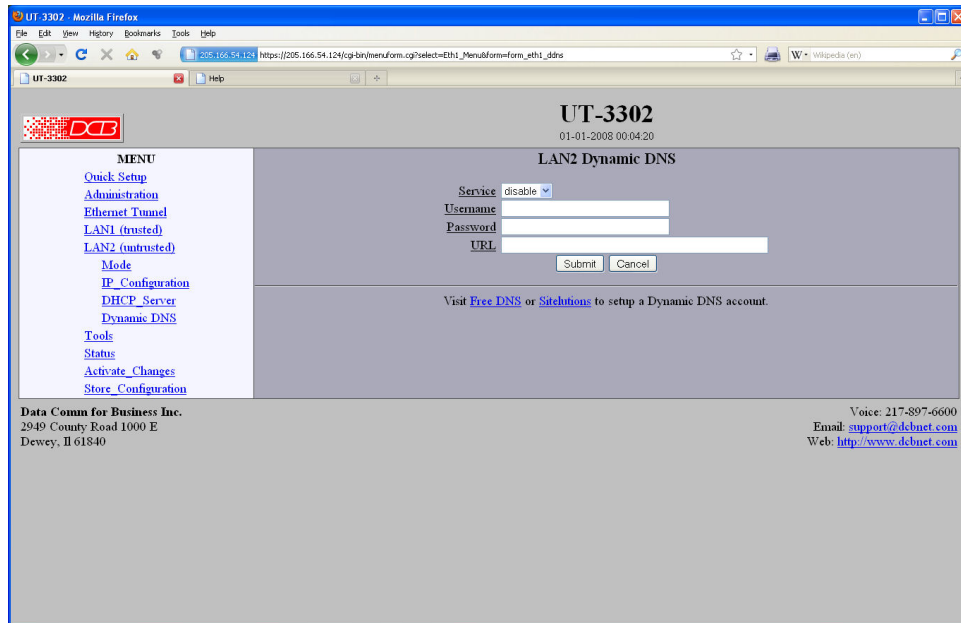 UT-3302 - Mozilla Firefox
File Edit View History Bookmarks Tools Help
205.166.54.124 https://205.166.54.124/cgi-bin/menuform.cgi?select=Eth1_Menu&form=form_eth1_ddns
W Wikipedia (en)
UT-3302 Help
DCB
UT-3302
01-01-2008 00:04:20
MENU
Quick Setup
Administration
Ethernet Tunnel
LAN1 (trusted)
LAN2 (untrusted)
Mode
IP_Configuration
DHCP_Server
Dynamic DNS
Tools
Status
Activate_Changes
Store_Configuration
LAN2 Dynamic DNS
Service disable
Username
Password
URL
Submit Cancel
Visit Free DNS or Sitelutions to setup a Dynamic DNS account.
Data Comm for Business Inc.
2949 County Road 1000 E
Dewey, Il 61840
Voice: 217-897-6600
Email: support@dcbnet.com
Web: http://www.dcbnet.com